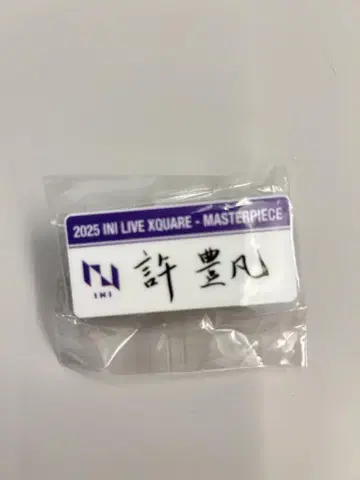 2025 INI LIVE XQUARE - MASTERPIECE
INI
許豊凡